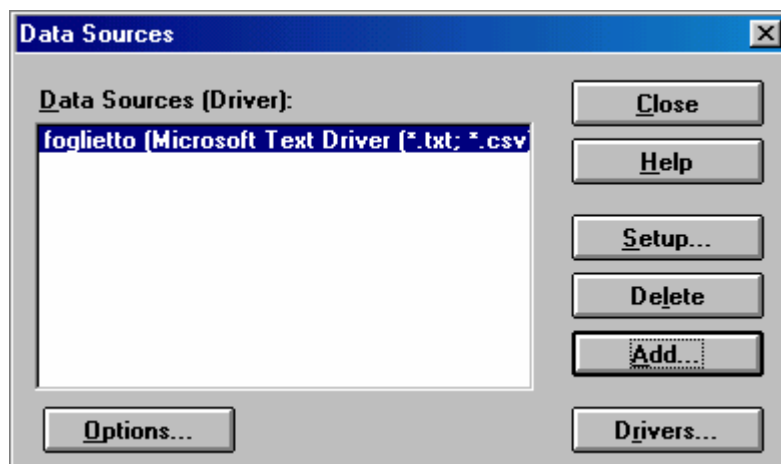 Data Sources
Data Sources (Driver):
Close
foglietto (Microsoft Text Driver (*.txt; *.csv)
Help
Setup...
Delete
Add...
Options...
Drivers...